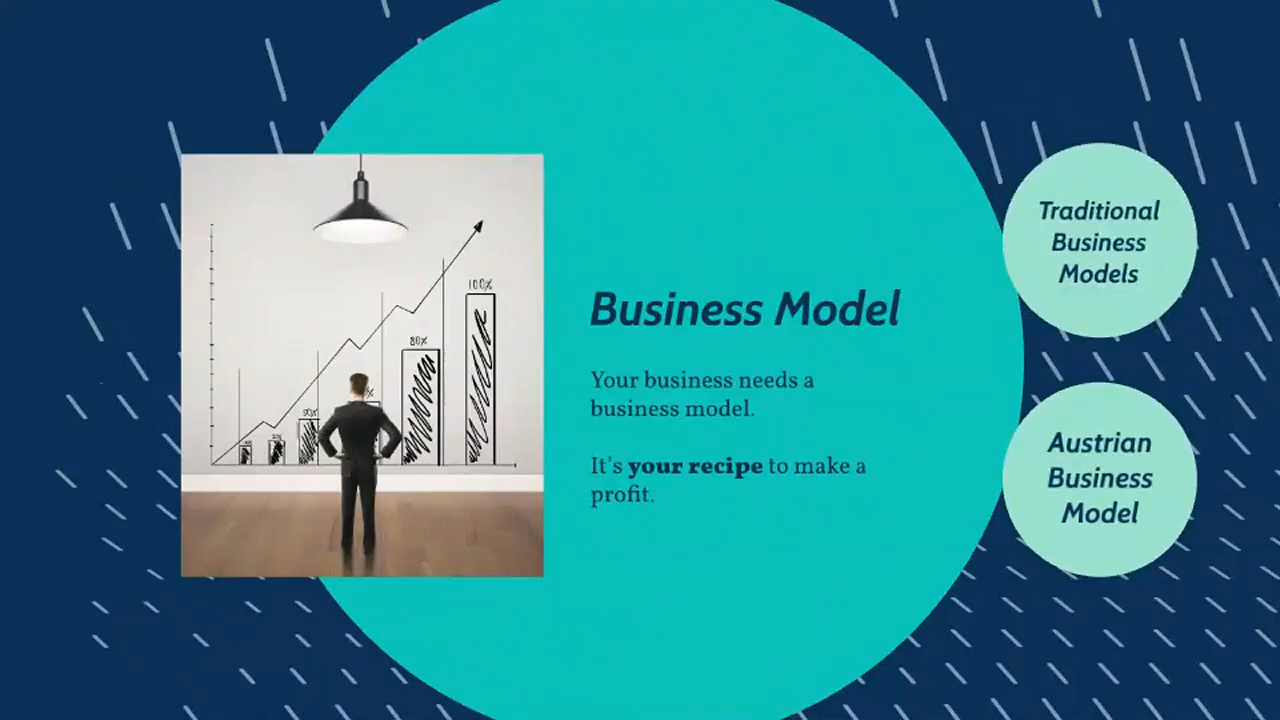 Business Model
Your business needs a
business model.
It's your recipe to make a
profit.
Traditional
Business
Models
Austrian
Business
Model
100%
80%